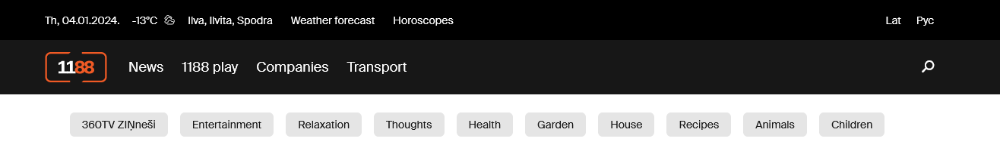 Th, 04.01.2024. -13°C Ilva, Ilvita, Spodra Weather forecast Horoscopes Lat Рус
1188 News 1188 play Companies Transport
360TV ZIŅneši Entertainment Relaxation Thoughts Health Garden House Recipes Animals Children